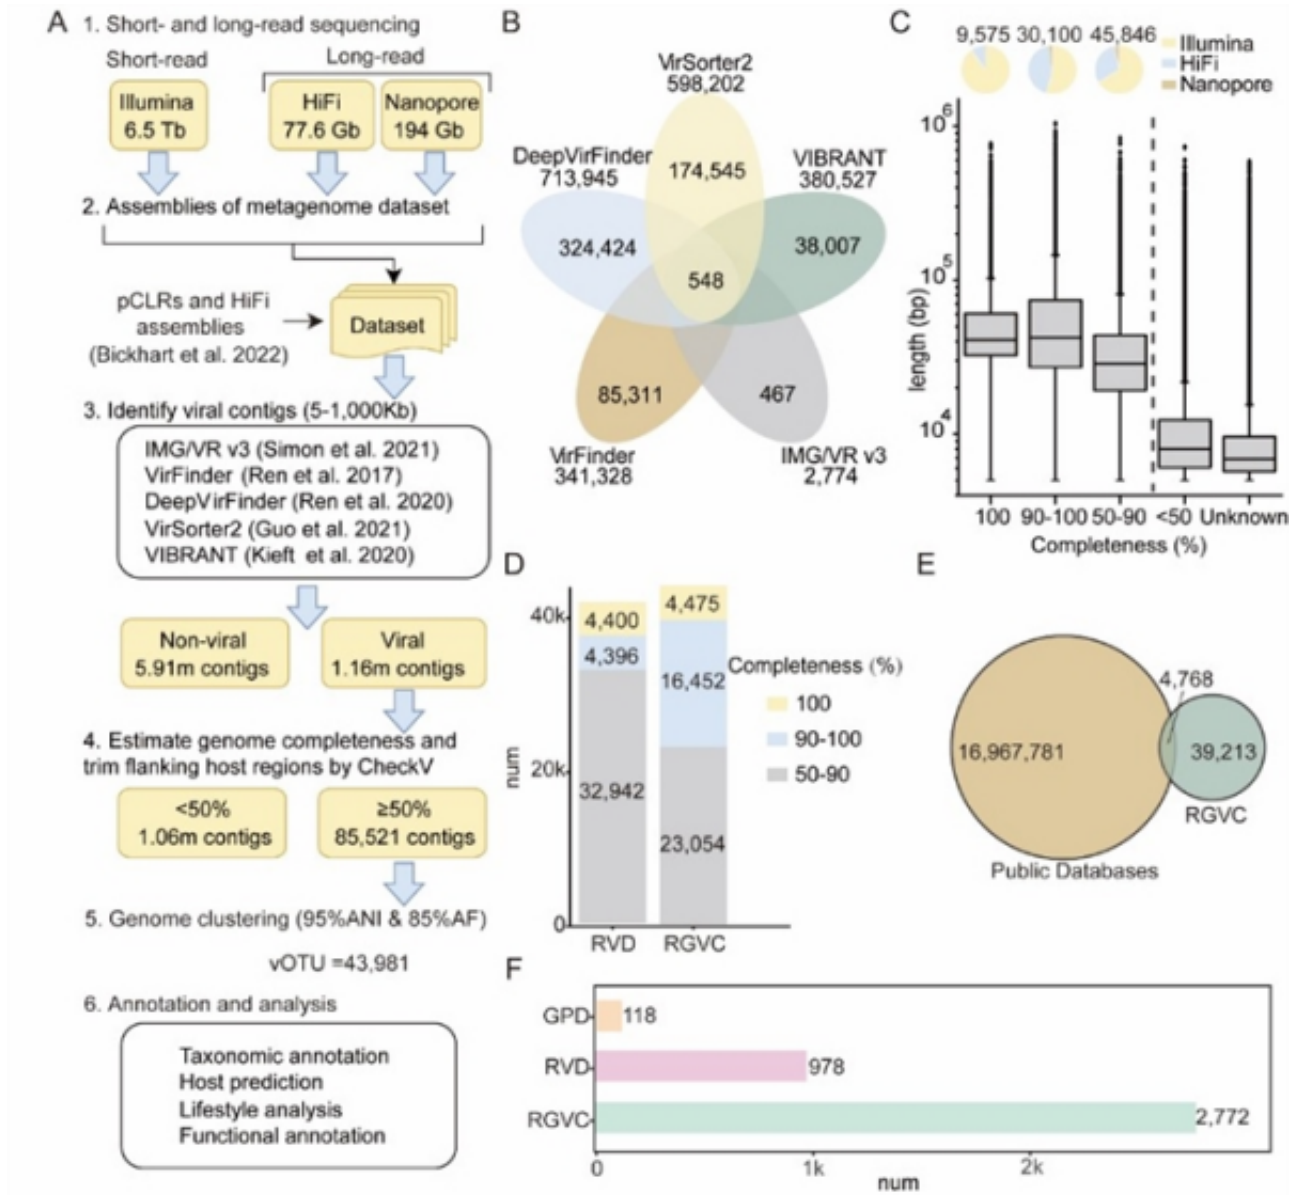 A
1. Short- and long-read sequencing
Short-read
Long-read
Illumina
6.5 Tb
HiFi
77.6 Gb
Nanopore
194 Gb
2. Assemblies of metagenome dataset
pCLRs and HiFi
assemblies
(Bickhart et al. 2022)
Dataset
3. Identify viral contigs (5-1,000Kb)
IMG/VR v3 (Simon et al. 2021)
VirFinder (Ren et al. 2017)
DeepVirFinder (Ren et al. 2020)
VirSorter2 (Guo et al. 2021)
VIBRANT (Kieft et al. 2020)
Non-viral
5.91m contigs
Viral
1.16m contigs
4. Estimate genome completeness and
trim flanking host regions by CheckV
<50%
1.06m contigs
≥50%
85,521 contigs
5. Genome clustering (95%ANI & 85%AF)
vOTU =43,981
6. Annotation and analysis
Taxonomic annotation
Host prediction
Lifestyle analysis
Functional annotation
B
VirSorter2
598,202
DeepVirFinder
713,945
VIBRANT
380,527
174,545
324,424
38,007
548
85,311
467
VirFinder
341,328
IMG/VR v3
2,774
C
9,575
30,100
45,846
Illumina
HiFi
Nanopore
10^6
10^5
10^4
length (bp)
100
90-100
50-90
<50
Unknown
Completeness (%)
D
40k
20k
0
num
4,400
4,396
32,942
4,475
16,452
23,054
RVD
RGVC
Completeness (%)
100
90-100
50-90
E
4,768
16,967,781
39,213
RGVC
Public Databases
F
GPD
118
RVD
978
RGVC
2,772
0
1k
2k
num